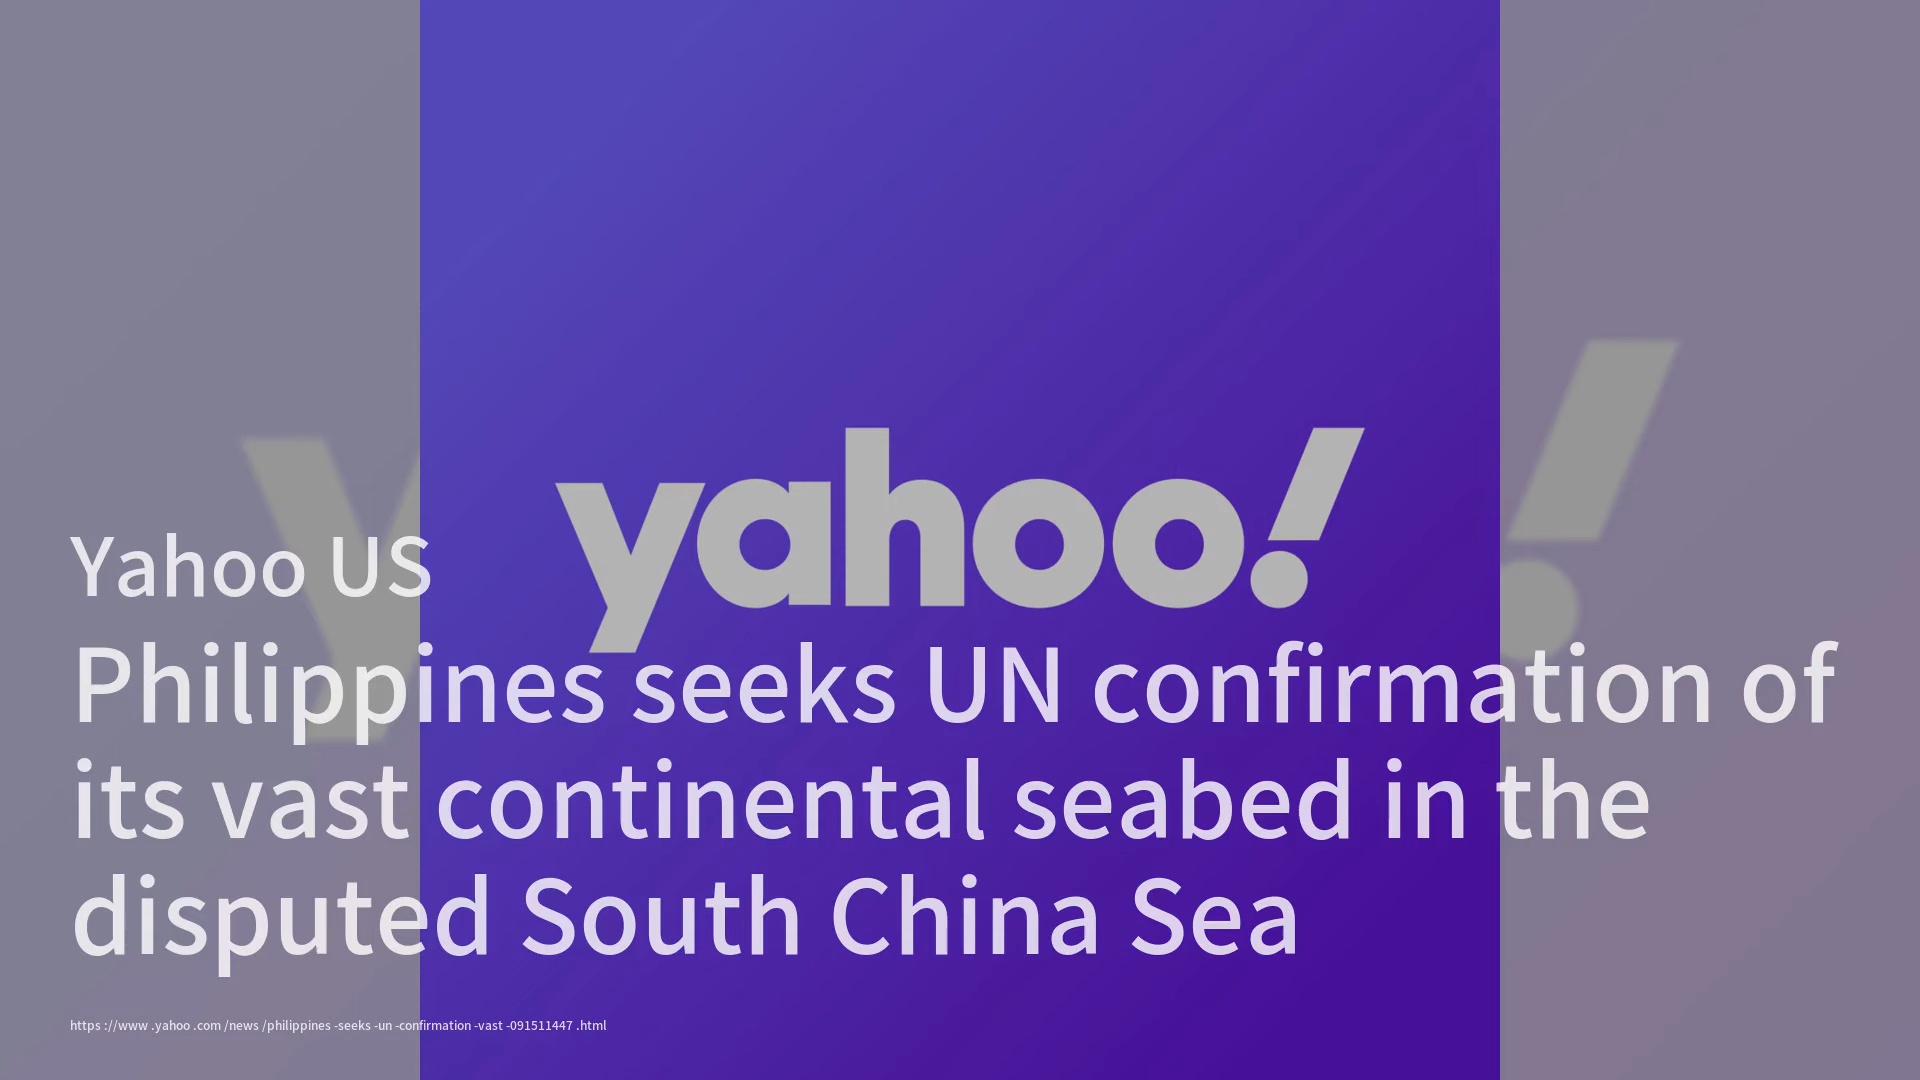 yahoo!
Yahoo US
Philippines seeks UN confirmation of
its vast continental seabed in the
disputed South China Sea
https ://www .yahoo .com /news /philippines -seeks -un -confirmation -vast -091511447 .html